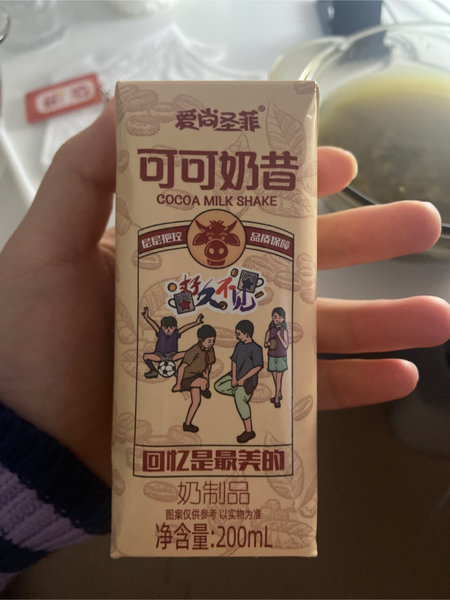 爱尚圣菲®
可可奶昔
COCOA MILK SHAKE
层层把控 品质保障
好久不见
回忆是最美的
奶制品
图案仅供参考 以实物为准
净含量:200mL